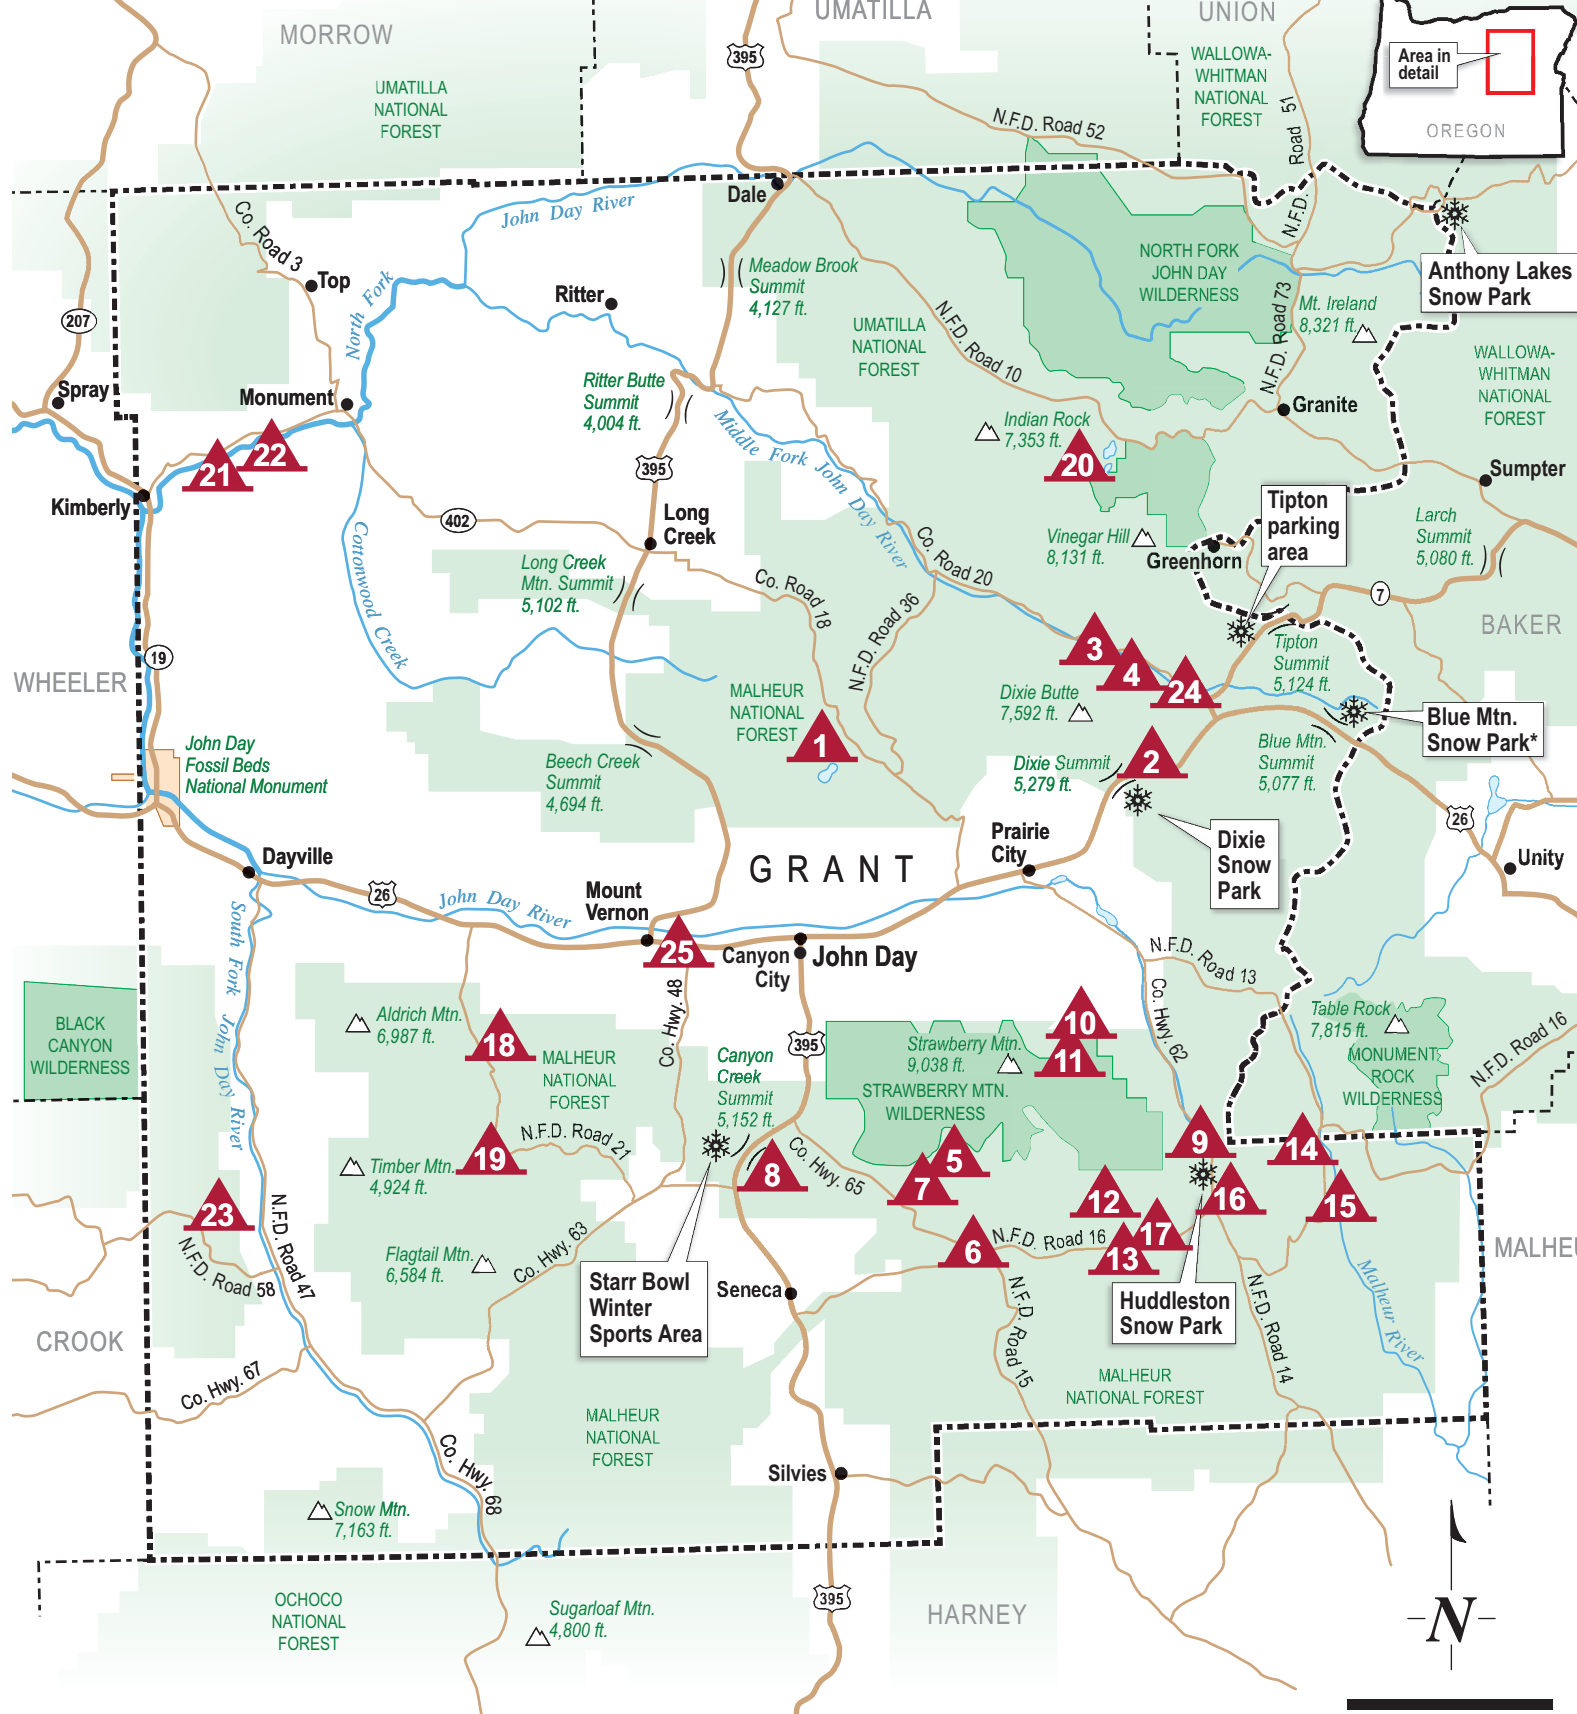 MORROW
UMATILLA
UNION
395
UMATILLA
NATIONAL
FOREST
WALLOWA-
WHITMAN
NATIONAL
FOREST
N.F.D. Road 51
N.F.D. Road 52
Area in
detail
OREGON
Dale
John Day River
Co. Road 3
Top
North Fork
Ritter
Meadow Brook
Summit
4,127 ft.
NORTH FORK
JOHN DAY
WILDERNESS
Anthony Lakes
Snow Park
Mt. Ireland
8,321 ft.
N.F.D. Road 73
N.F.D. Road 10
UMATILLA
NATIONAL
FOREST
WALLOWA-
WHITMAN
NATIONAL
FOREST
207
Spray
Monument
Ritter Butte
Summit
4,004 ft.
Middle Fork John Day River
Indian Rock
7,353 ft.
Granite
Sumpter
21
22
20
395
Kimberly
402
Long
Creek
Tipton
parking
area
Larch
Summit
5,080 ft.
Vinegar Hill
8,131 ft.
Greenhorn
Cottonwood Creek
Long Creek
Mtn. Summit
5,102 ft.
Co. Road 18
N.F.D. Road 36
Co. Road 20
7
BAKER
19
WHEELER
3
4
24
Tipton
Summit
5,124 ft.
MALHEUR
NATIONAL
FOREST
1
Dixie Butte
7,592 ft.
Blue Mtn.
Snow Park*
John Day
Fossil Beds
National Monument
Beech Creek
Summit
4,694 ft.
Dixie Summit
5,279 ft.
2
Blue Mtn.
Summit
5,077 ft.
26
Dixie
Snow
Park
Unity
Dayville
GRANT
Prairie
City
26
John Day River
Mount
Vernon
25
Canyon
City
John Day
South Fork John Day River
N.F.D. Road 13
Co. Hwy. 62
BLACK
CANYON
WILDERNESS
Aldrich Mtn.
6,987 ft.
18
MALHEUR
NATIONAL
FOREST
Co. Hwy. 48
395
Canyon
Creek
Summit
5,152 ft.
Strawberry Mtn.
9,038 ft.
STRAWBERRY MTN.
WILDERNESS
10
11
Table Rock
7,815 ft.
MONUMENT
ROCK
WILDERNESS
N.F.D. Road 16
Timber Mtn.
4,924 ft.
19
N.F.D. Road 21
8
Co. Hwy. 65
5
7
9
14
12
16
15
23
N.F.D. Road 58
N.F.D. Road 47
Flagtail Mtn.
6,584 ft.
Co. Hwy. 63
6
N.F.D. Road 16
17
13
MALHEU
Starr Bowl
Winter
Sports Area
Seneca
Huddleston
Snow Park
N.F.D. Road 15
N.F.D. Road 14
Malheur River
CROOK
Co. Hwy. 67
MALHEUR
NATIONAL FOREST
MALHEUR
NATIONAL
FOREST
Co. Hwy. 68
Silvies
Snow Mtn.
7,163 ft.
OCHOCO
NATIONAL
FOREST
Sugarloaf Mtn.
4,800 ft.
395
HARNEY
N